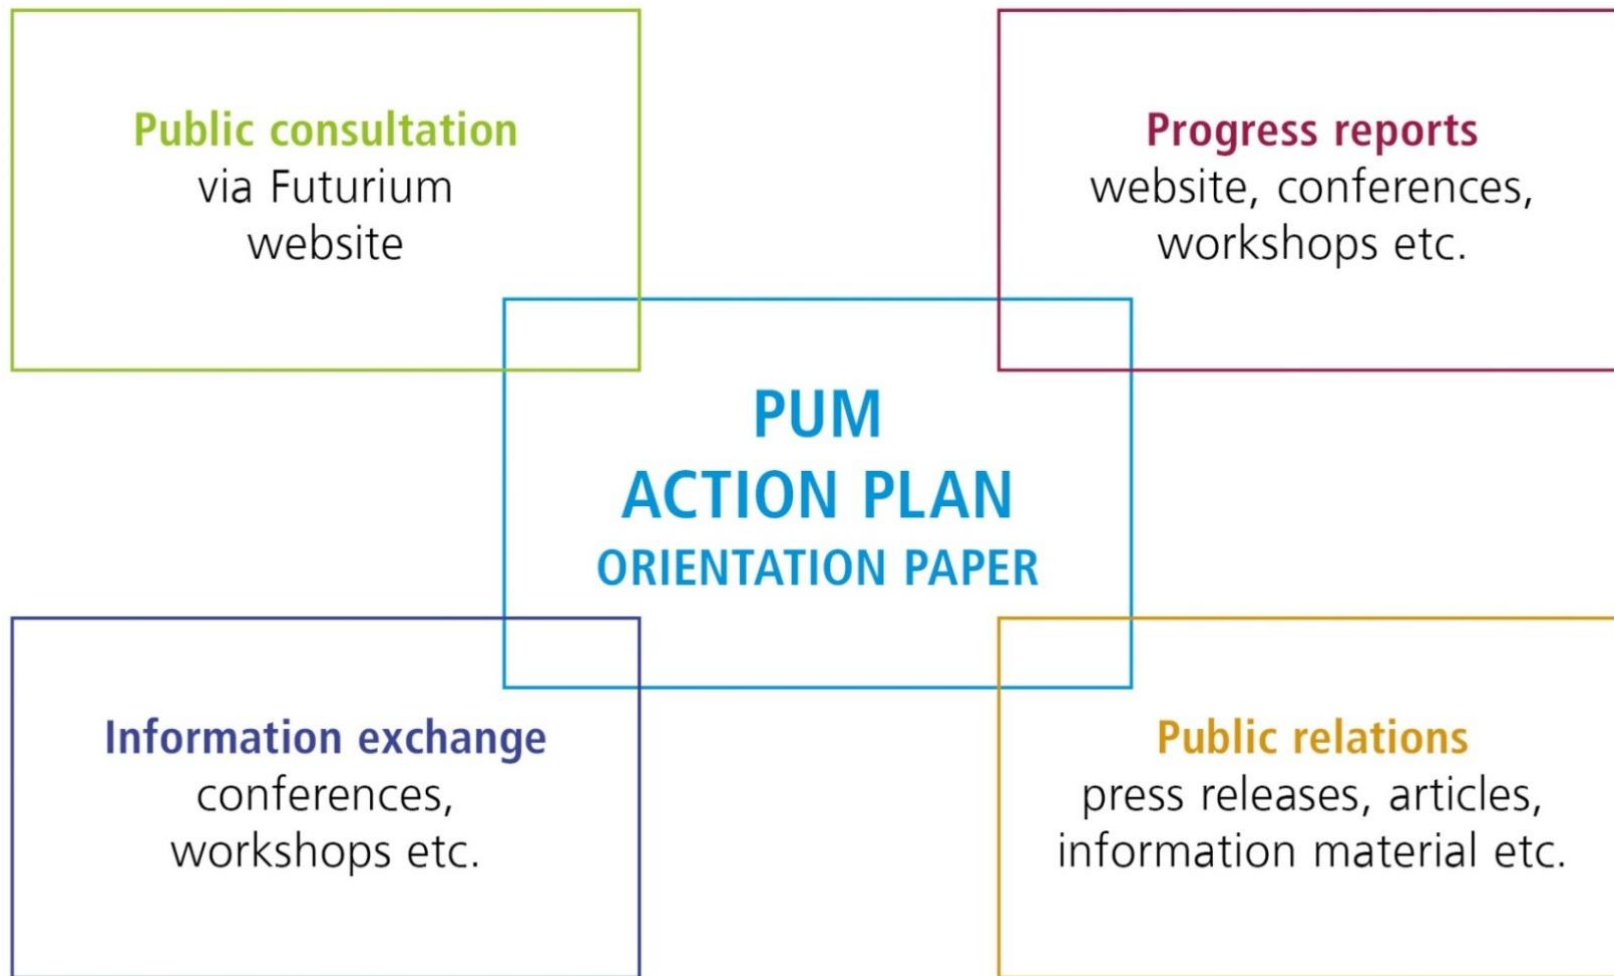 Public consultation
via Futurium
website
Progress reports
website, conferences,
workshops etc.
PUM
ACTION PLAN
ORIENTATION PAPER
Information exchange
conferences,
workshops etc.
Public relations
press releases, articles,
information material etc.